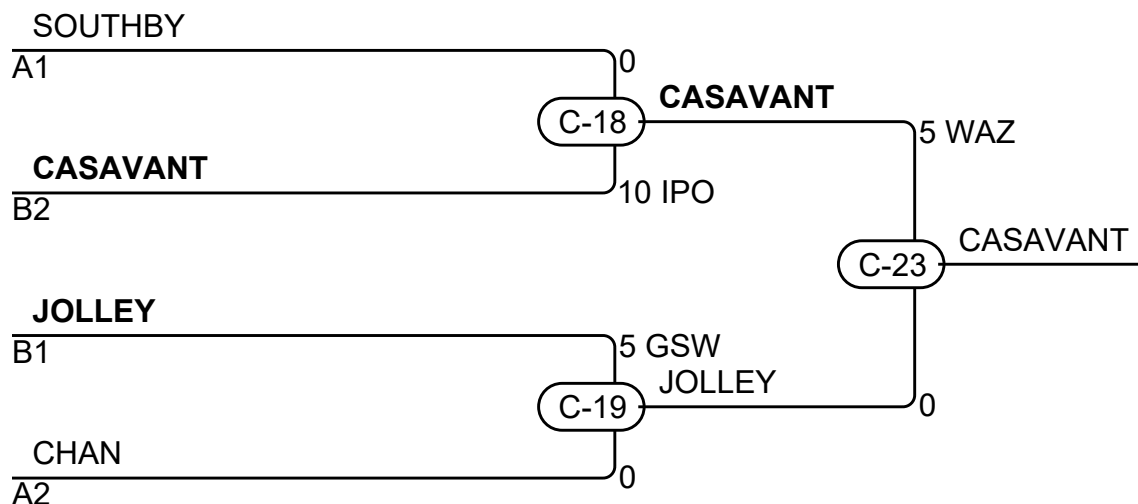 SOUTHBY
A1
0
C-18
CASAVANT
5 WAZ
CASAVANT
B2
10 IPO
C-23
CASAVANT
JOLLEY
B1
5 GSW
C-19
JOLLEY
0
CHAN
A2
0